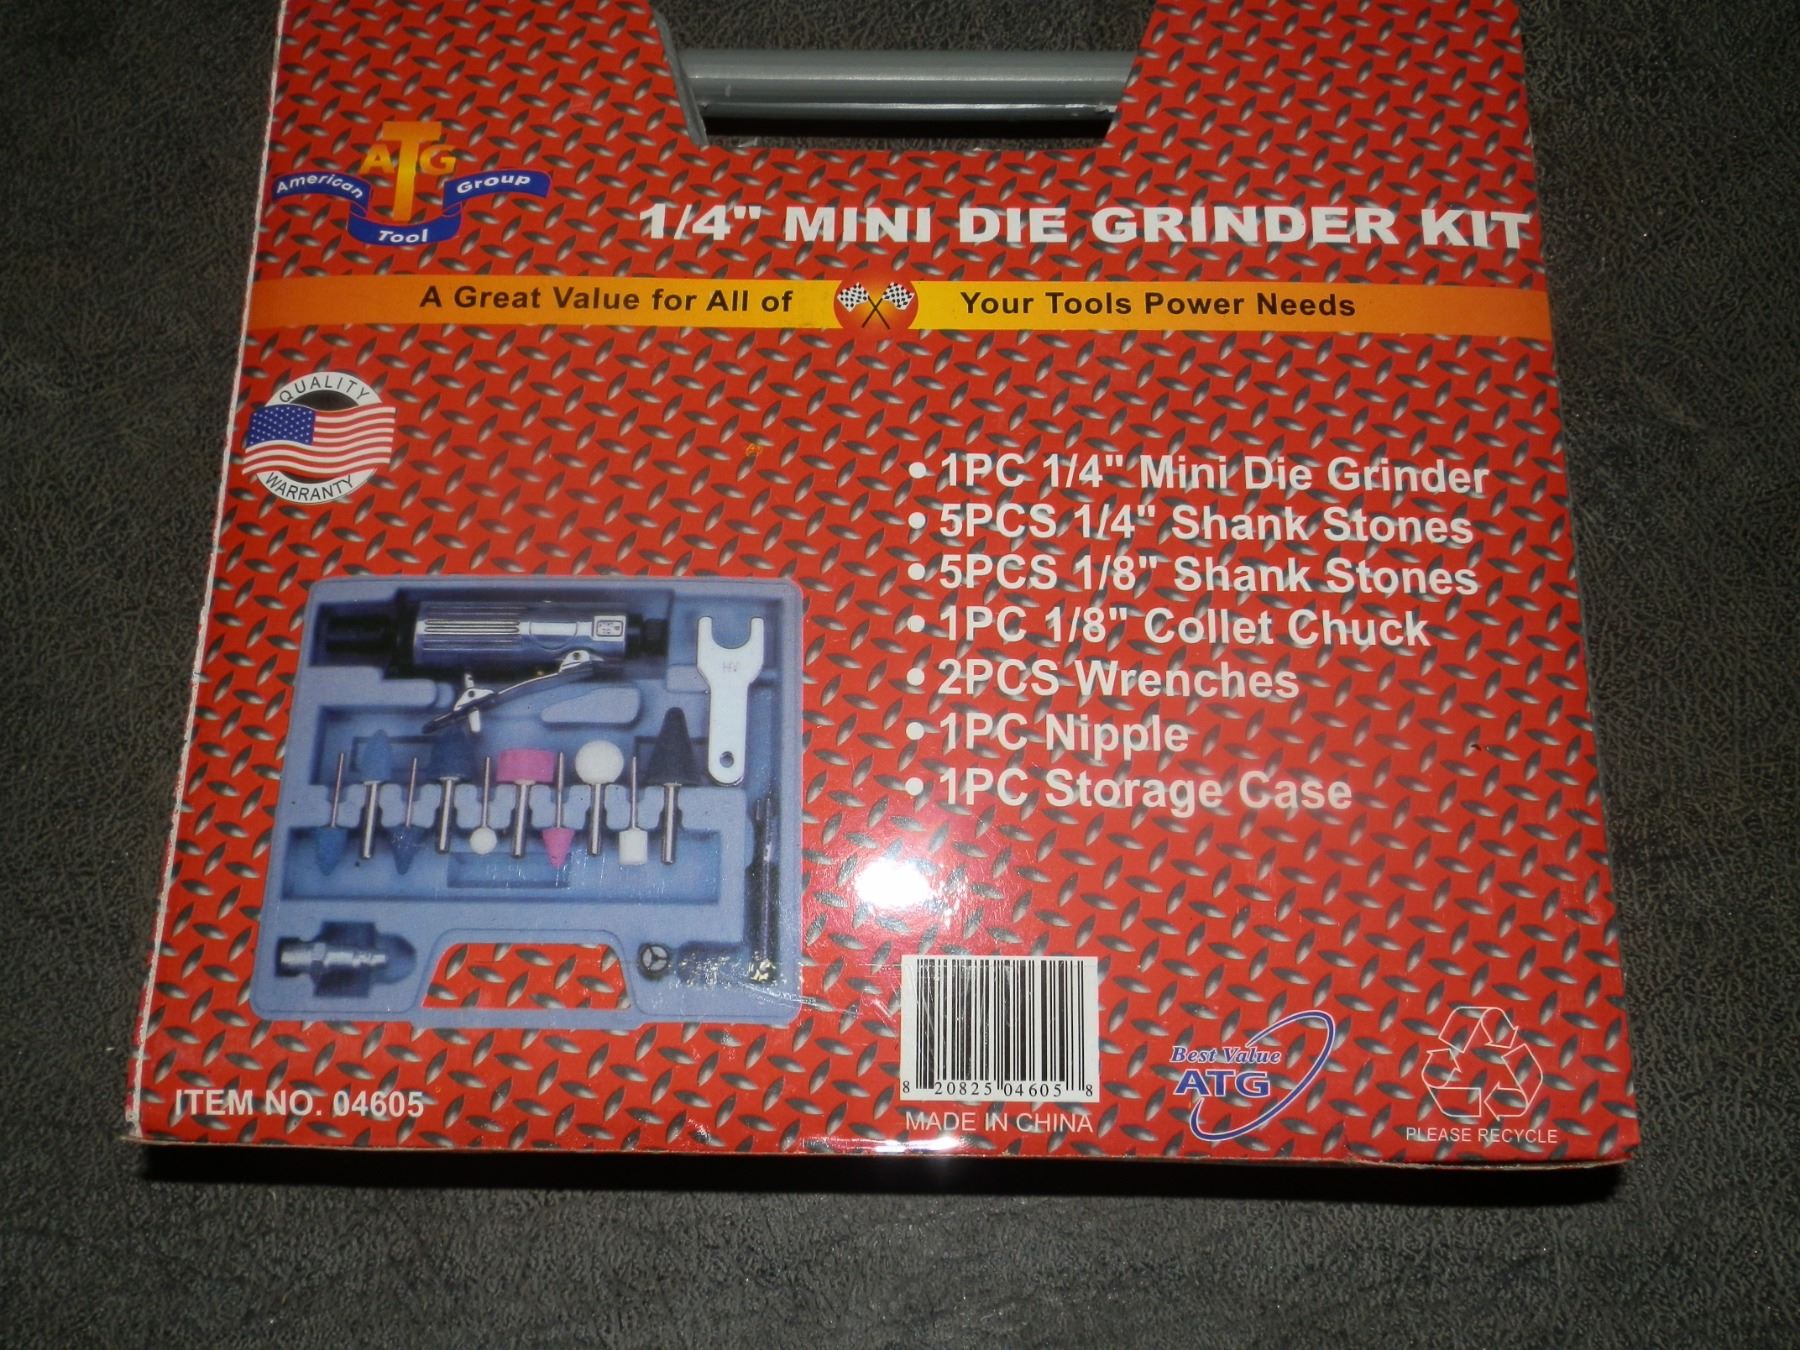 ATG
American Tool Group
1/4" MINI DIE GRINDER KIT
A Great Value for All of Your Tools Power Needs
QUALITY
WARRANTY
• 1PC 1/4" Mini Die Grinder
• 5PCS 1/4" Shank Stones
• 5PCS 1/8" Shank Stones
• 1PC 1/8" Collet Chuck
• 2PCS Wrenches
• 1PC Nipple
• 1PC Storage Case
ITEM NO. 04605
8 20825 04605 8
MADE IN CHINA
Best Value
ATG
PLEASE RECYCLE